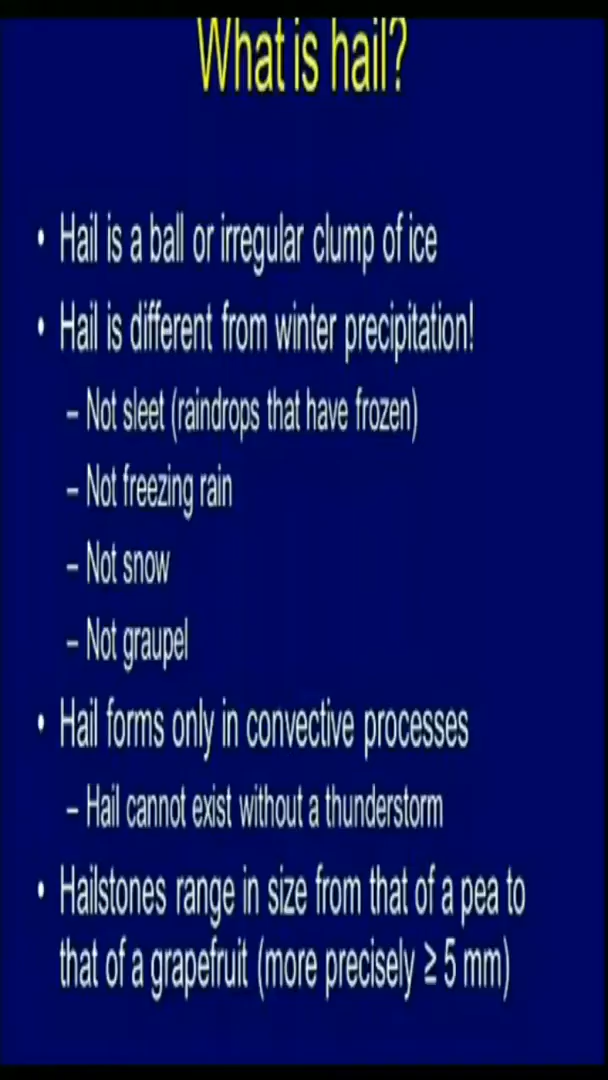 What is hail?
• Hail is a ball or irregular clump of ice
• Hail is different from winter precipitation!
– Not sleet (raindrops that have frozen)
– Not freezing rain
– Not snow
– Not graupel
• Hail forms only in convective processes
– Hail cannot exist without a thunderstorm
• Hailstones range in size from that of a pea to
that of a grapefruit (more precisely ≥ 5 mm)